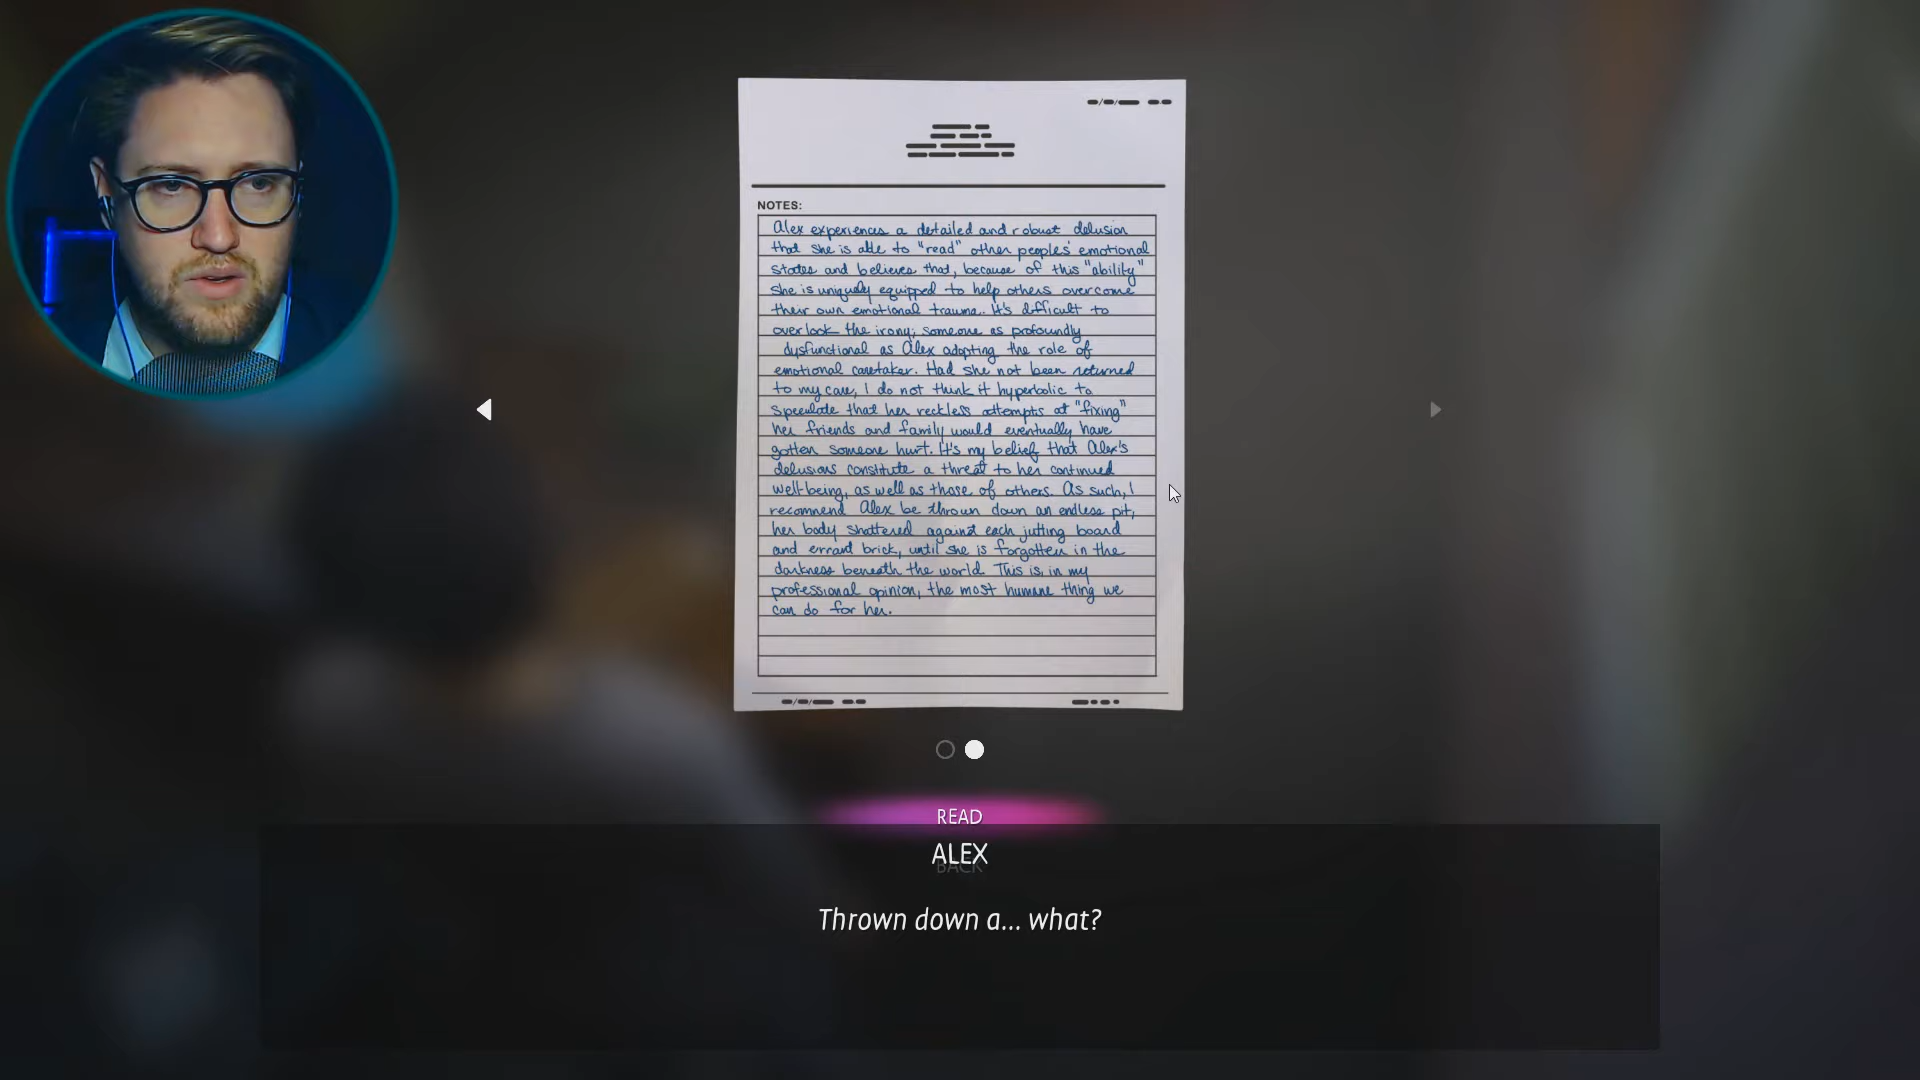 NOTES:
Alex experiences a detailed and robust delusion
that she is able to "read" other peoples' emotional
states and believes that, because of this "ability"
she is uniquely equipped to help others overcome
their own emotional trauma. It's difficult to
overlook the irony; someone as profoundly
dysfunctional as Alex adopting the role of
emotional caretaker. Had she not been returned
to my care, I do not think it hyperbolic to
speculate that her reckless attempts at "fixing"
her friends and family would eventually have
gotten someone hurt. It's my belief that Alex's
delusions constitute a threat to her continued
well-being, as well as those of others. As such, I
recommend Alex be thrown down an endless pit,
her body shattered against each jutting board
and errant brick, until she is forgotten in the
darkness beneath the world. This is, in my
professional opinion, the most humane thing we
can do for her.
READ
ALEX
BACK
Thrown down a... what?